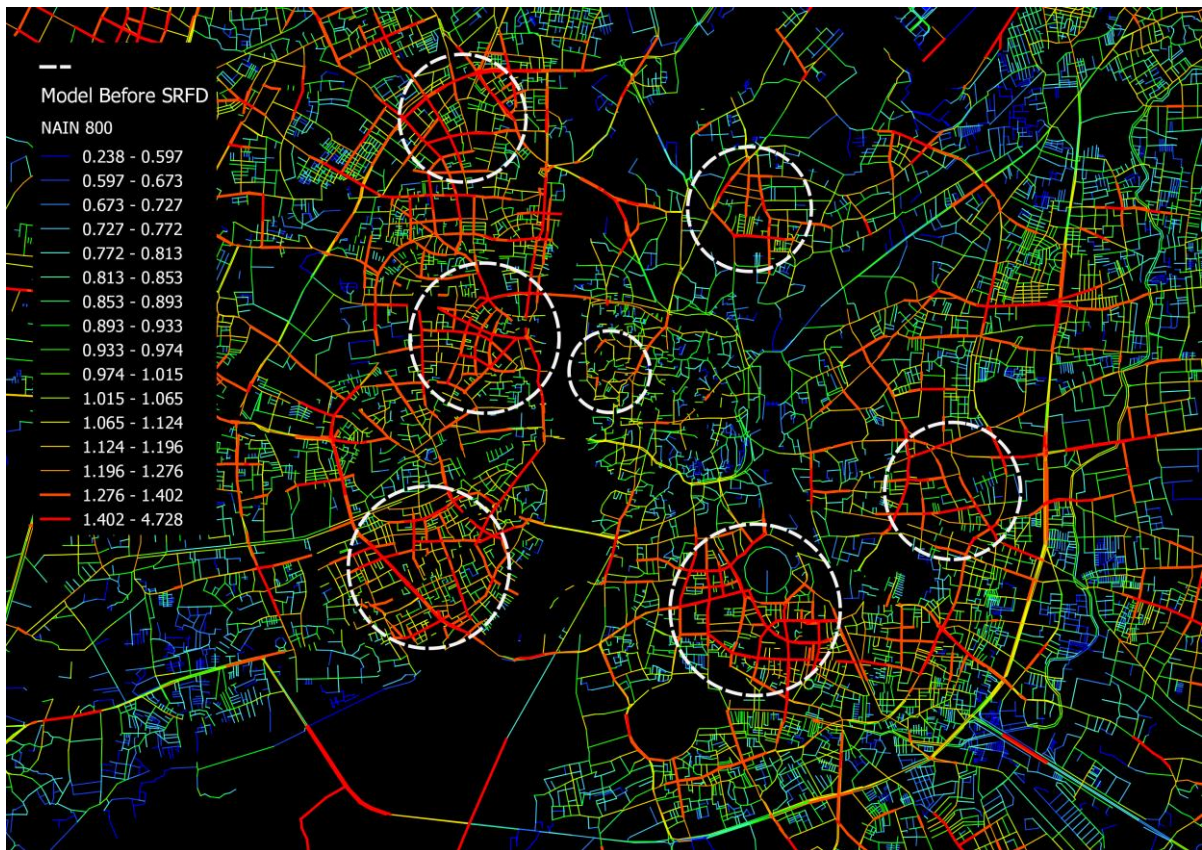 Model Before SRFD
NAIN 800
0.238 - 0.597
0.597 - 0.673
0.673 - 0.727
0.727 - 0.772
0.772 - 0.813
0.813 - 0.853
0.853 - 0.893
0.893 - 0.933
0.933 - 0.974
0.974 - 1.015
1.015 - 1.065
1.065 - 1.124
1.124 - 1.196
1.196 - 1.276
1.276 - 1.402
1.402 - 4.728